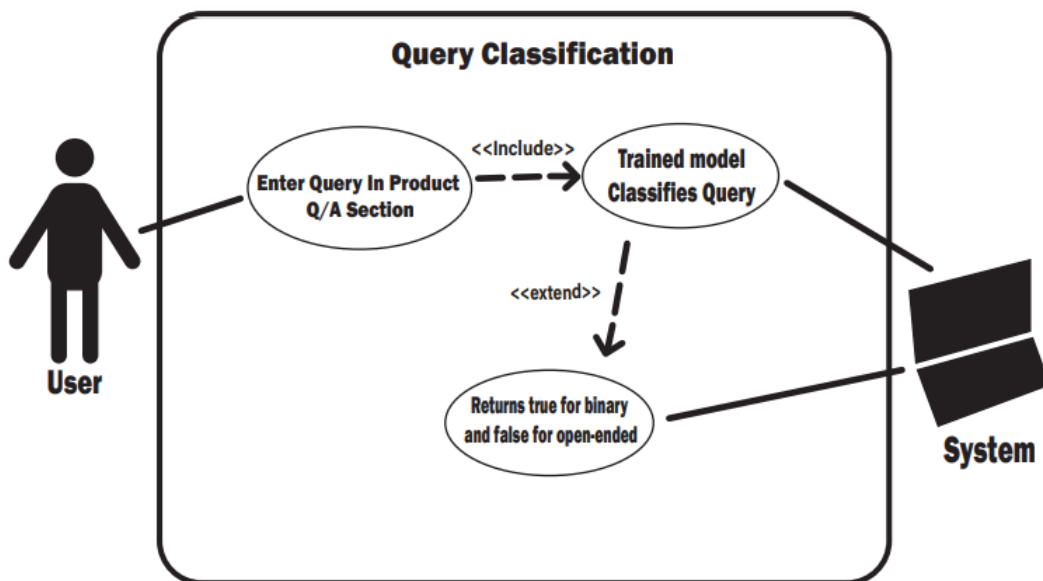 Query Classification
<<Include>>
Enter Query In Product
Q/A Section
Trained model
Classifies Query
<<extend>>
User
Returns true for binary
and false for open-ended
System